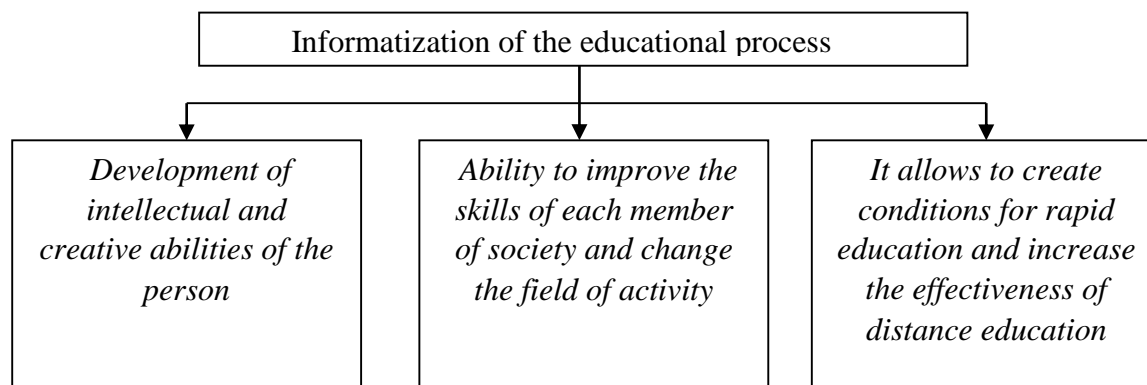 Informatization of the educational process
Development of
intellectual and
creative abilities of the
person
Ability to improve the
skills of each member
of society and change
the field of activity
It allows to create
conditions for rapid
education and increase
the effectiveness of
distance education